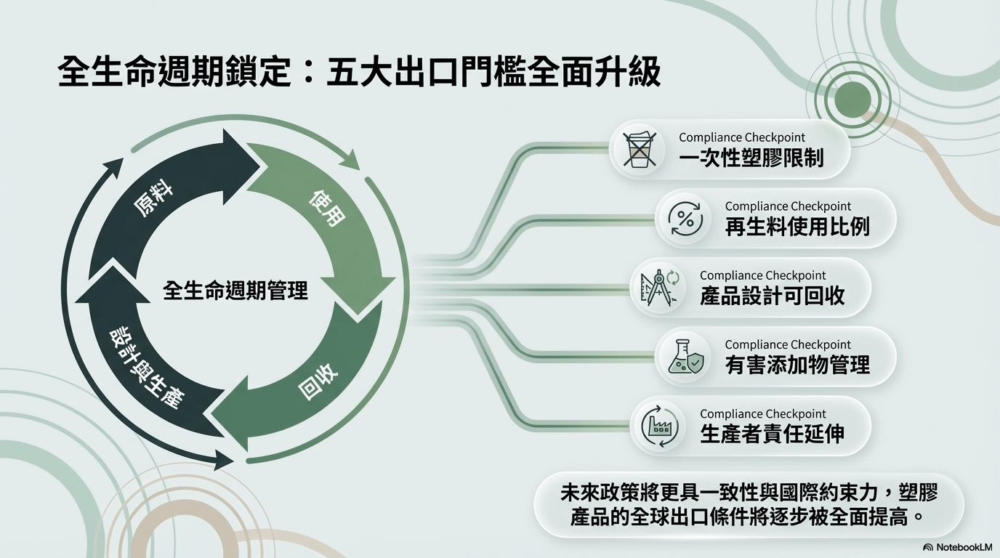 全生命週期鎖定：五大出口門檻全面升級
原料
使用
回收
設計與生產
全生命週期管理
Compliance Checkpoint
一次性塑膠限制
Compliance Checkpoint
再生料使用比例
Compliance Checkpoint
產品設計可回收
Compliance Checkpoint
有害添加物管理
Compliance Checkpoint
生產者責任延伸
未來政策將更具一致性與國際約束力，塑膠
產品的全球出口條件將逐步被全面提高。
NotebookLM